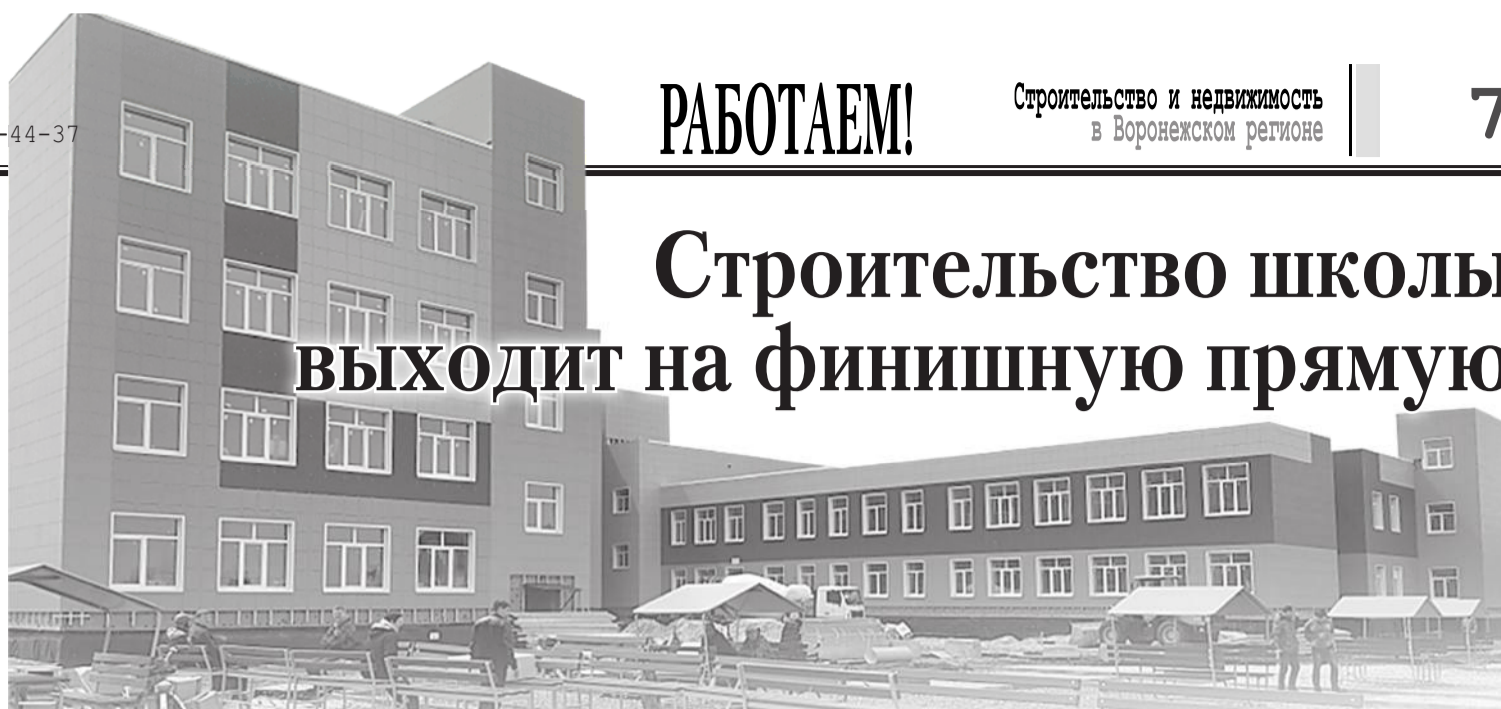 -44-37
РАБОТАЕМ!
Строительство и недвижимость
в Воронежском регионе
7
Строительство школы
выходит на финишную прямую